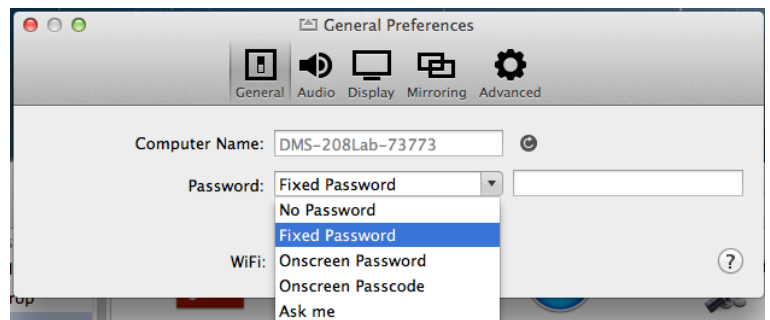 General Preferences
General Audio Display Mirroring Advanced
Computer Name: DMS-208Lab-73773
Password: Fixed Password
No Password
Fixed Password
WiFi: Onscreen Password ?
Onscreen Passcode
Ask me